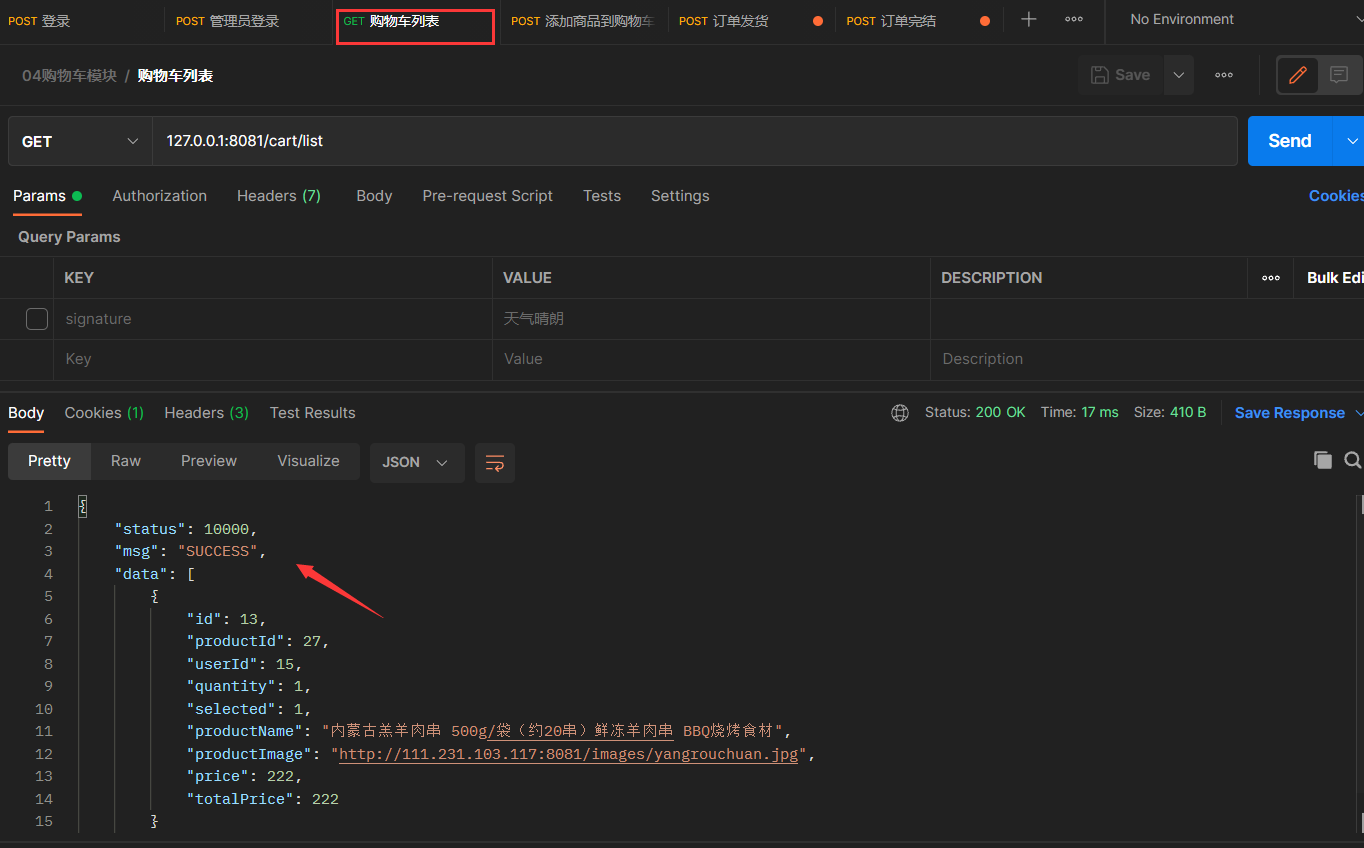 POST 登录 POST 管理员登录 GET 购物车列表 POST 添加商品到购物车 POST 订单发货 POST 订单完结 No Environment
04购物车模块 / 购物车列表 Save
GET 127.0.0.1:8081/cart/list Send
Params Authorization Headers (7) Body Pre-request Script Tests Settings Cookies
Query Params
KEY VALUE DESCRIPTION Bulk Edi
signature 天气晴朗
Key Value Description
Body Cookies (1) Headers (3) Test Results Status: 200 OK Time: 17 ms Size: 410 B Save Response
Pretty Raw Preview Visualize JSON
1 {
2 "status": 10000,
3 "msg": "SUCCESS",
4 "data": [
5 {
6 "id": 13,
7 "productId": 27,
8 "userId": 15,
9 "quantity": 1,
10 "selected": 1,
11 "productName": "内蒙古羔羊肉串 500g/袋（约20串）鲜冻羊肉串 BBQ烧烤食材",
12 "productImage": "http://111.231.103.117:8081/images/yangrouchuan.jpg",
13 "price": 222,
14 "totalPrice": 222
15 }